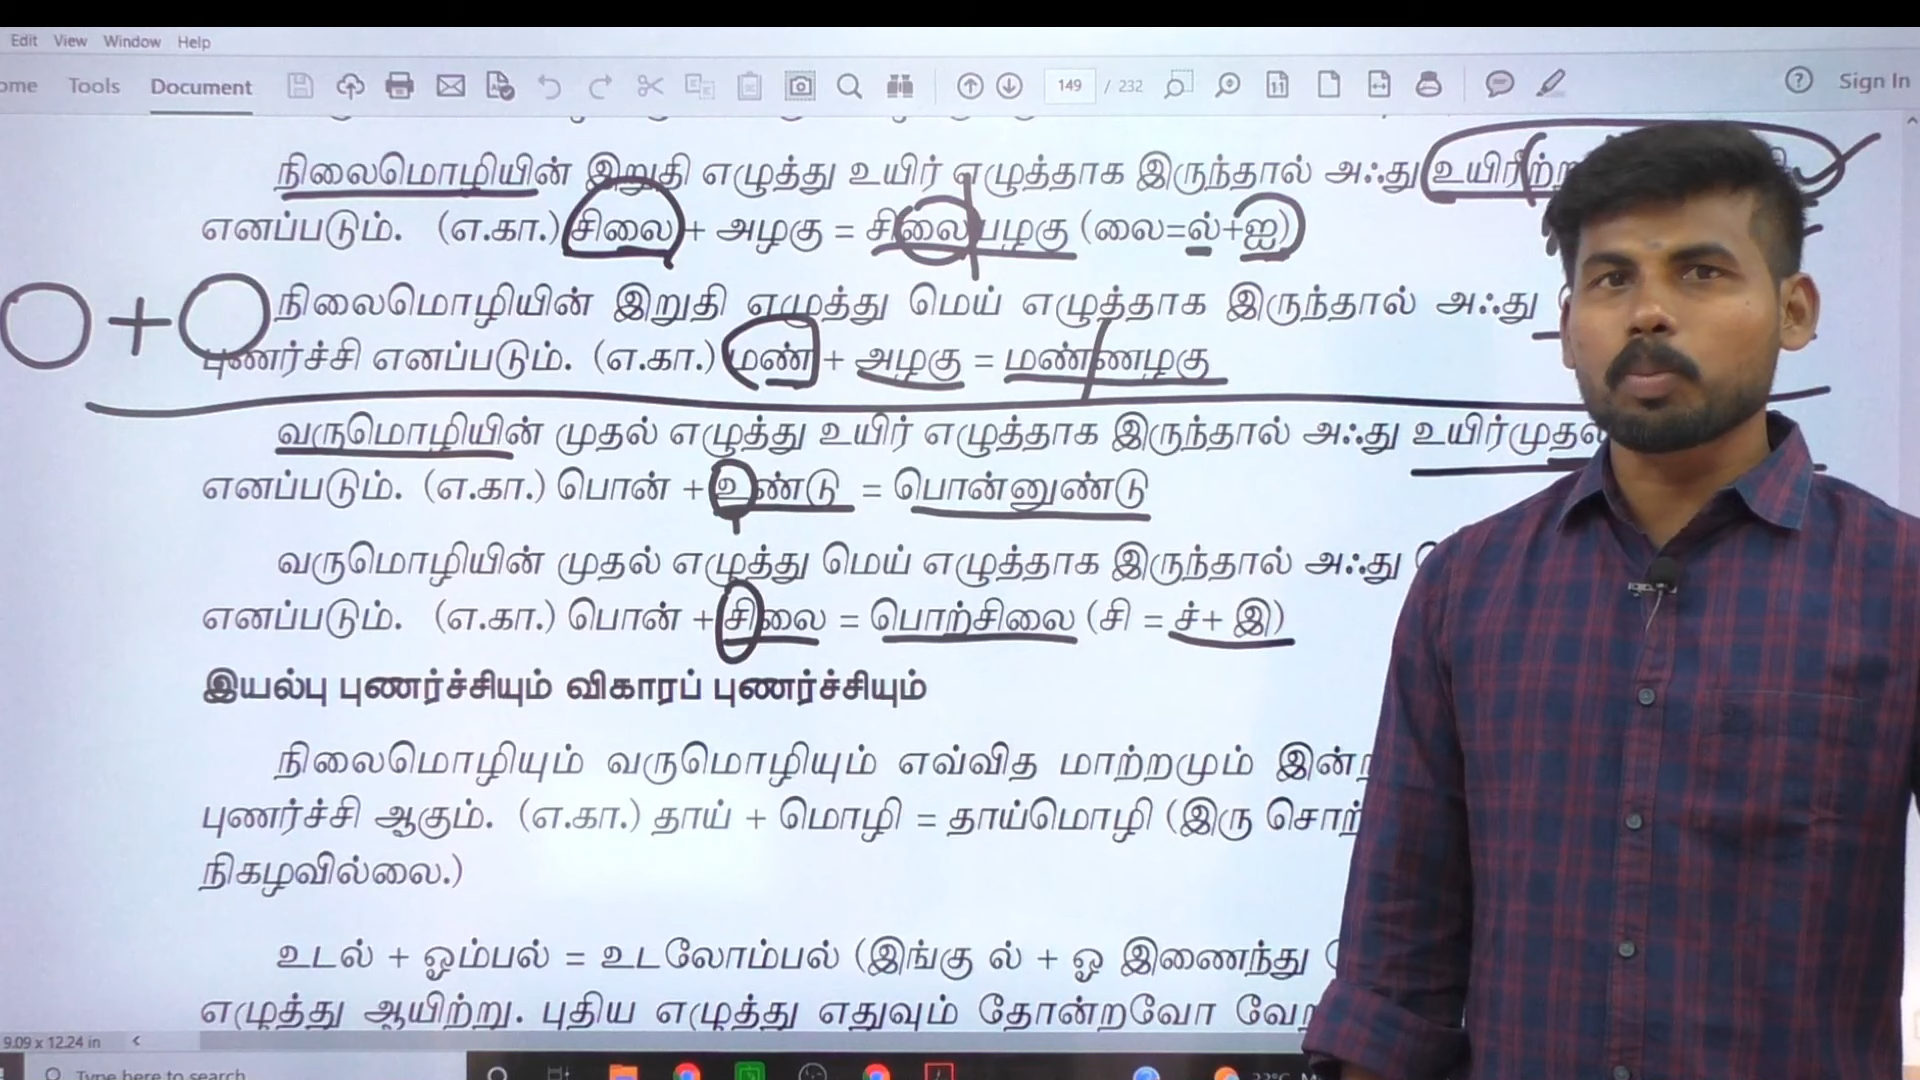 Edit View Window Help
Tools Document 149 / 232 Sign In
நிலைமொழியின் இறுதி எழுத்து உயிர் எழுத்தாக இருந்தால் அஃது
எனப்படும். (எ.கா.) சிலை + அழகு = சிலையழகு (லை=ல்+ஐ)
நிலைமொழியின் இறுதி எழுத்து மெய் எழுத்தாக இருந்தால் அஃது
புணர்ச்சி எனப்படும். (எ.கா.) மண் + அழகு = மண்ணழகு
வருமொழியின் முதல் எழுத்து உயிர் எழுத்தாக இருந்தால் அஃது உயிர்முதல்
எனப்படும். (எ.கா.) பொன் + உண்டு = பொன்னுண்டு
வருமொழியின் முதல் எழுத்து மெய் எழுத்தாக இருந்தால் அஃது
எனப்படும். (எ.கா.) பொன் + சிலை = பொற்சிலை (சி = ச்+ இ)
இயல்பு புணர்ச்சியும் விகாரப் புணர்ச்சியும்
நிலைமொழியும் வருமொழியும் எவ்வித மாற்றமும்
புணர்ச்சி ஆகும். (எ.கா.) தாய் + மொழி = தாய்மொழி (இரு
நிகழவில்லை.)
உடல் + ஓம்பல் = உடலோம்பல் (இங்கு ல் + ஓ இணைந்து
எழுத்து ஆயிற்று. புதிய எழுத்து எதுவும் தோன்றவோ
9.09 x 12.24 in
Type here to search